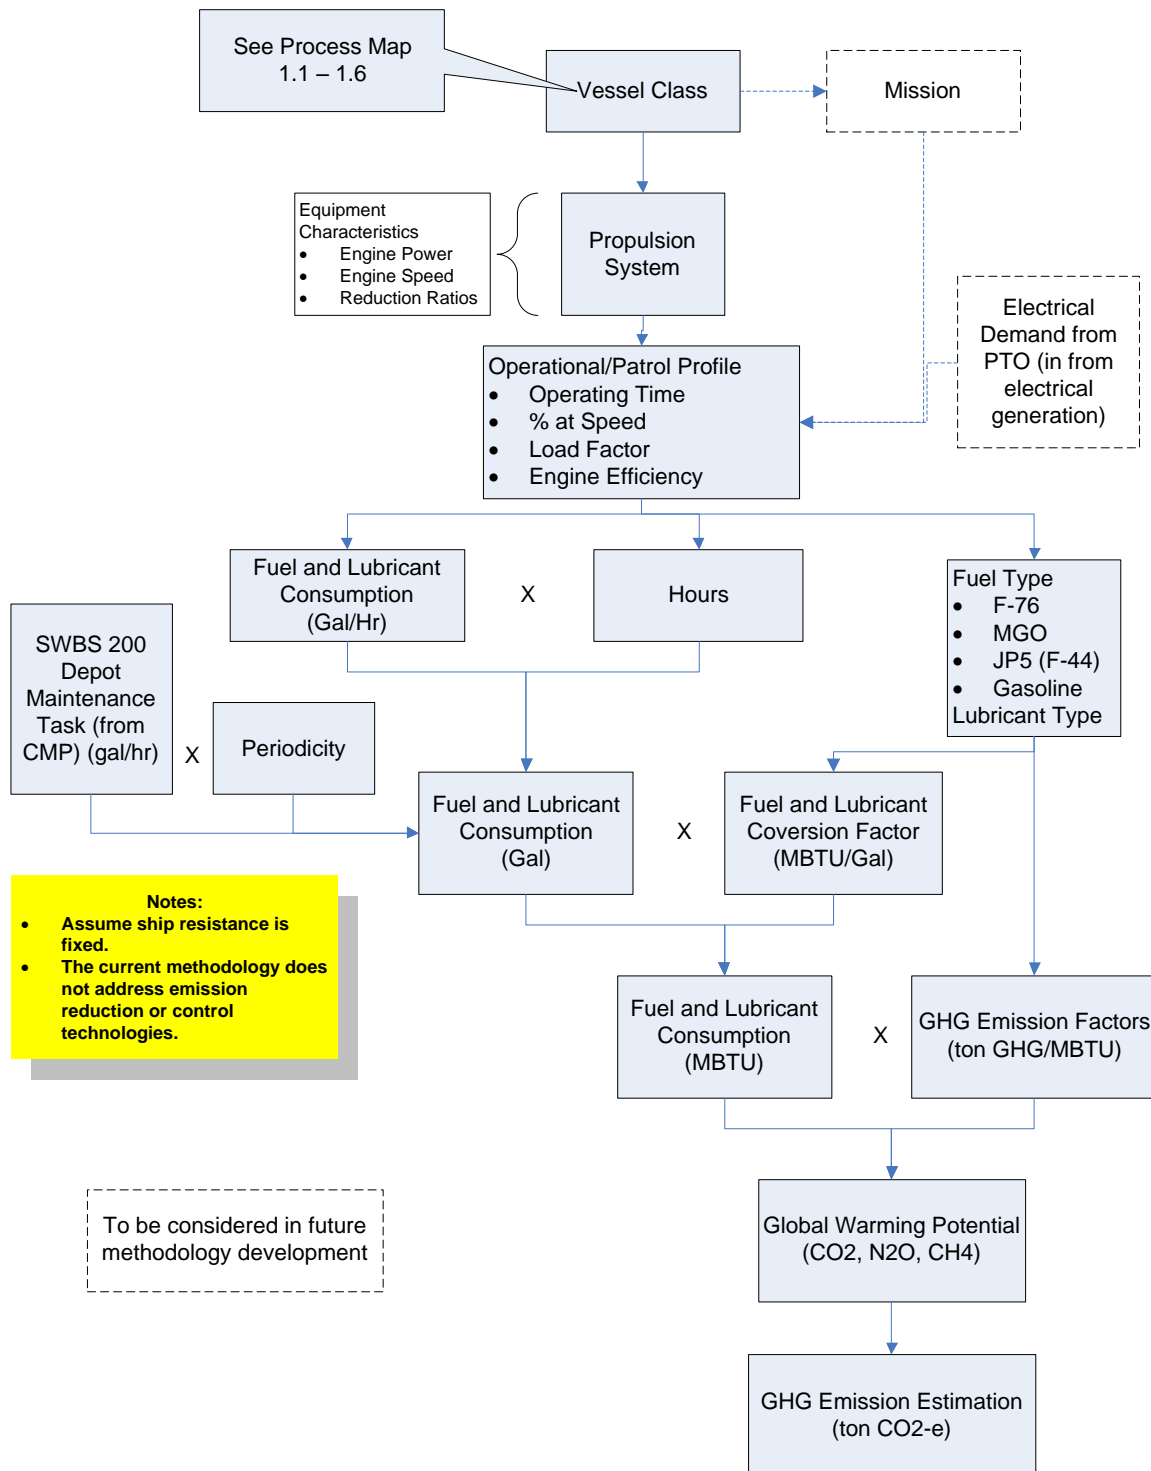 See Process Map
1.1 – 1.6
Vessel Class
Mission
Equipment
Characteristics
• Engine Power
• Engine Speed
• Reduction Ratios
Propulsion
System
Electrical
Demand from
PTO (in from
electrical
generation)
Operational/Patrol Profile
• Operating Time
• % at Speed
• Load Factor
• Engine Efficiency
Fuel and Lubricant
Consumption
(Gal/Hr)
X
Hours
Fuel Type
• F-76
• MGO
• JP5 (F-44)
• Gasoline
Lubricant Type
SWBS 200
Depot
Maintenance
Task (from
CMP) (gal/hr)
X
Periodicity
Fuel and Lubricant
Consumption
(Gal)
X
Fuel and Lubricant
Coversion Factor
(MBTU/Gal)
Notes:
• Assume ship resistance is
fixed.
• The current methodology does
not address emission
reduction or control
technologies.
Fuel and Lubricant
Consumption
(MBTU)
X
GHG Emission Factors
(ton GHG/MBTU)
To be considered in future
methodology development
Global Warming Potential
(CO2, N2O, CH4)
GHG Emission Estimation
(ton CO2-e)